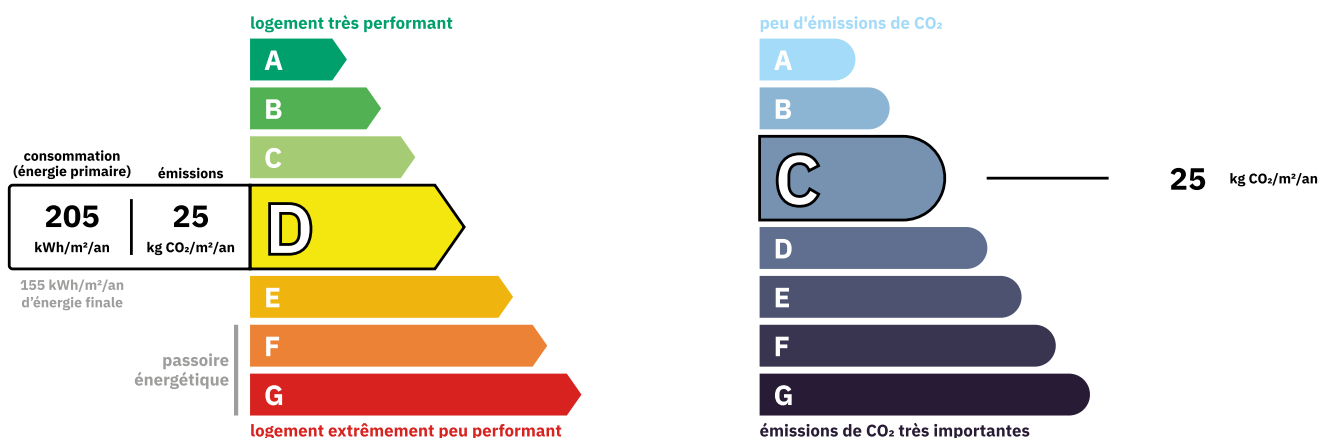 logement très performant
A
B
C
consommation
(énergie primaire)
émissions
205
kWh/m²/an
25
kg CO₂/m²/an
D
155 kWh/m²/an
d'énergie finale
E
passoire
énergétique
F
G
logement extrêmement peu performant
peu d'émissions de CO₂
A
B
C
25 kg CO₂/m²/an
D
E
F
G
émissions de CO₂ très importantes